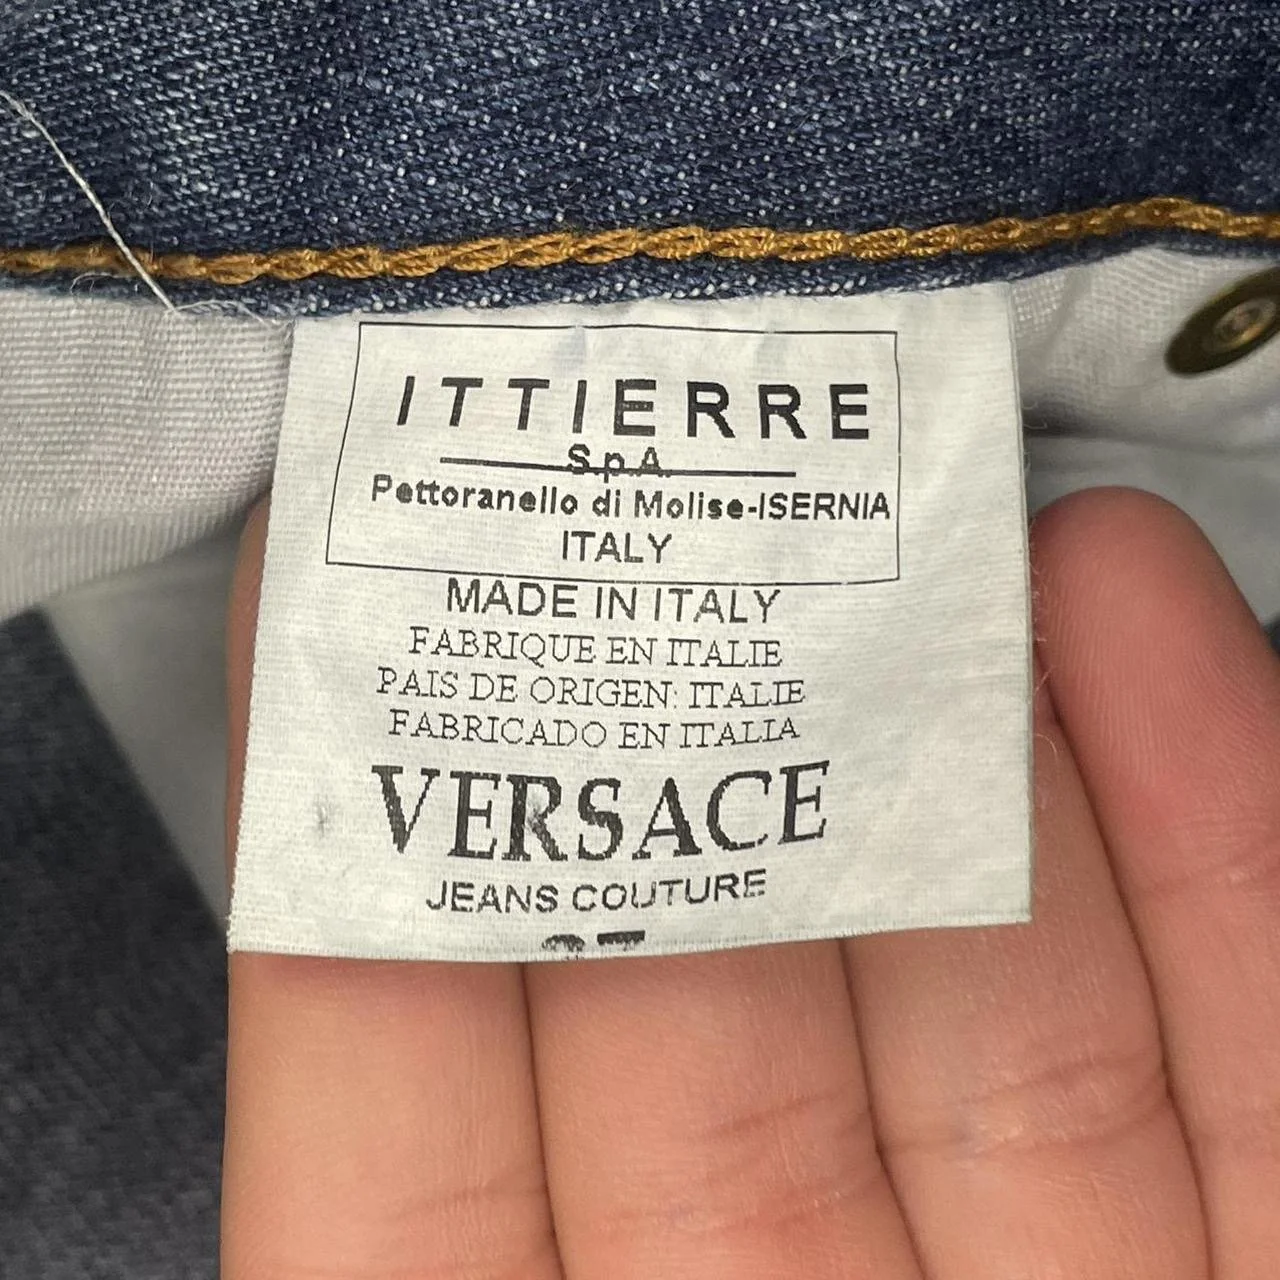 ITTIERRE
S.p.A.
Pettoranello di Molise-ISERNIA
ITALY
MADE IN ITALY
FABRIQUE EN ITALIE
PAIS DE ORIGEN: ITALIE
FABRICADO EN ITALIA
VERSACE
JEANS COUTURE